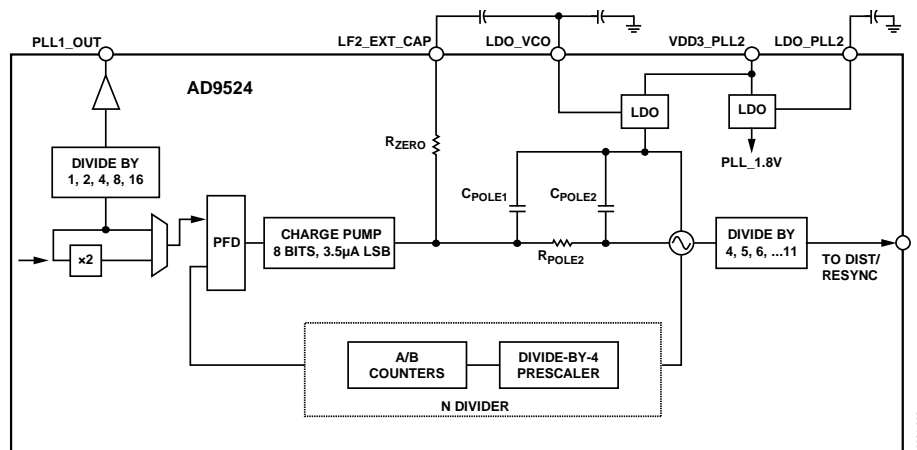 PLL1_OUT
LF2_EXT_CAP
LDO_VCO
VDD3_PLL2
LDO_PLL2
AD9524
LDO
LDO
RZERO
PLL_1.8V
DIVIDE BY
1, 2, 4, 8, 16
CPOLE1
CPOLE2
PFD
CHARGE PUMP
8 BITS, 3.5µA LSB
DIVIDE BY
4, 5, 6, ...11
×2
RPOLE2
TO DIST/
RESYNC
A/B
COUNTERS
DIVIDE-BY-4
PRESCALER
N DIVIDER